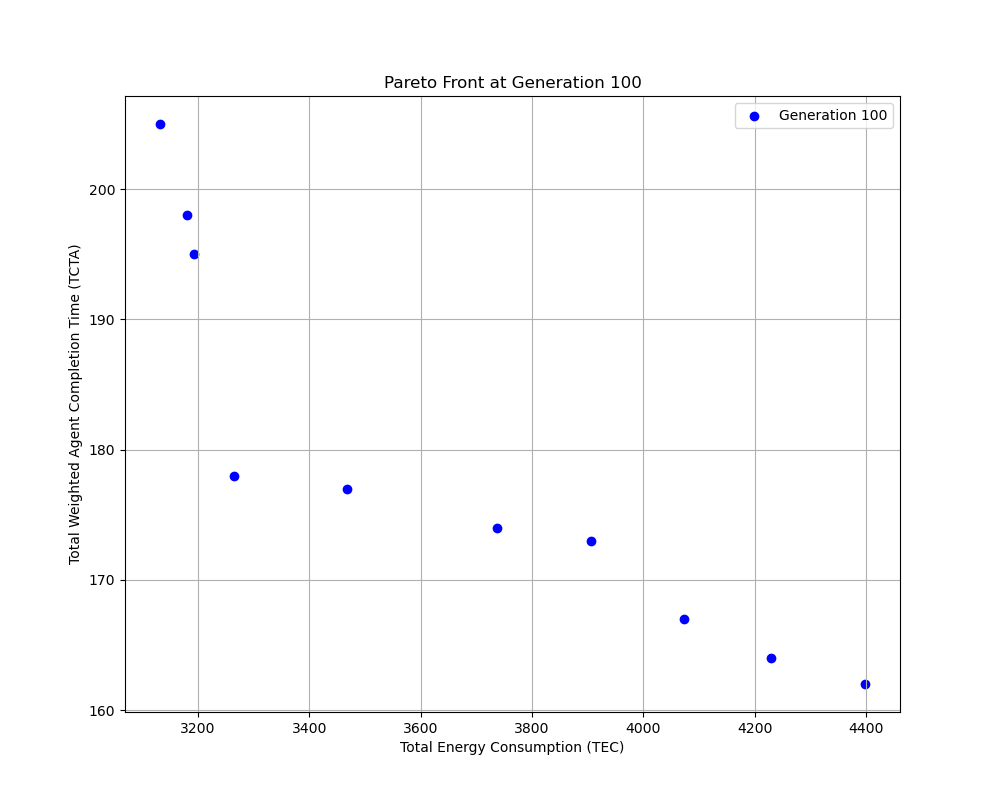 Pareto Front at Generation 100
Generation 100
Total Weighted Agent Completion Time (TCTA)
200
190
180
170
160
3200 3400 3600 3800 4000 4200 4400
Total Energy Consumption (TEC)